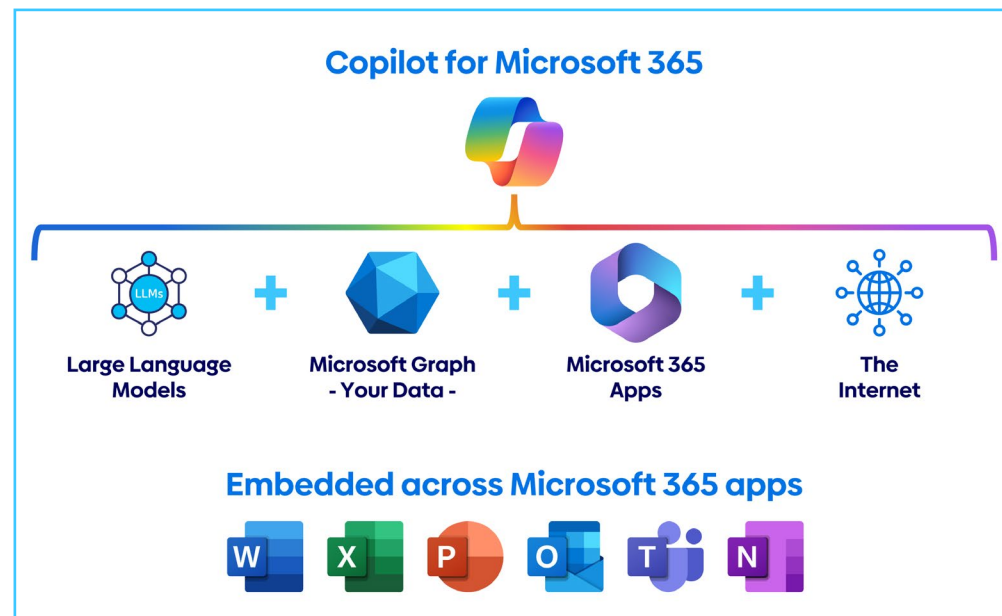 Copilot for Microsoft 365
LLMs
Large Language
Models
Microsoft Graph
- Your Data -
Microsoft 365
Apps
The
Internet
Embedded across Microsoft 365 apps
W
X
P
O
T
N